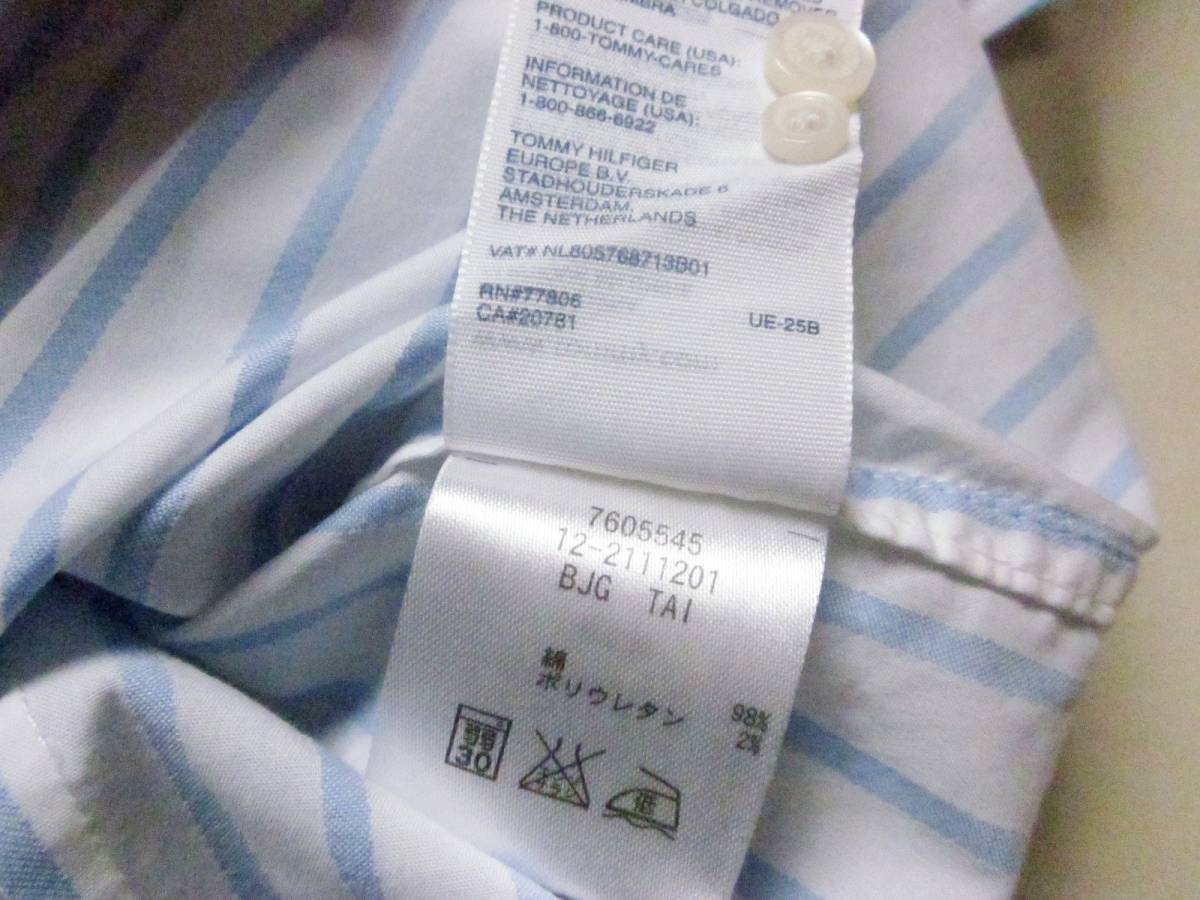 COLGADO
PRODUCT CARE (USA):
1-800-TOMMY-CARES
INFORMATION DE
NETTOYAGE (USA):
1-800-866-6922
TOMMY HILFIGER
EUROPE B.V.
STADHOUDERSKADE 6
AMSTERDAM,
THE NETHERLANDS
VAT# NL805768713B01
RN#77806
CA#20781
UE-25B
7605545
12-2111201
BJG TAI
綿 98%
ポリウレタン 2%
30
低